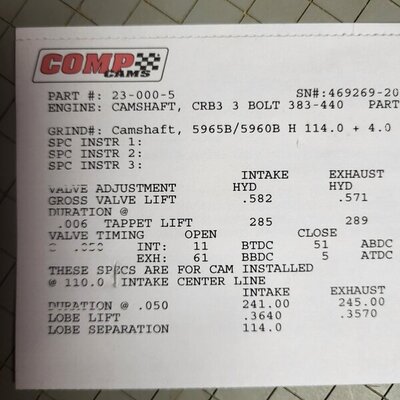 COMP
CAMS
PART #: 23-000-5 SN#:469269-20
ENGINE: CAMSHAFT, CRB3 3 BOLT 383-440 PART
GRIND#: Camshaft, 5965B/5960B H 114.0 + 4.0
SPC INSTR 1:
SPC INSTR 2:
SPC INSTR 3:
INTAKE EXHAUST
VALVE ADJUSTMENT HYD HYD
GROSS VALVE LIFT .582 .571
DURATION @
.006 TAPPET LIFT 285 289
VALVE TIMING OPEN CLOSE
@ .050 INT: 11 BTDC 51 ABDC
EXH: 61 BBDC 5 ATDC
THESE SPECS ARE FOR CAM INSTALLED
@ 110.0 INTAKE CENTER LINE
INTAKE EXHAUST
DURATION @ .050 241.00 245.00
LOBE LIFT .3640 .3570
LOBE SEPARATION 114.0